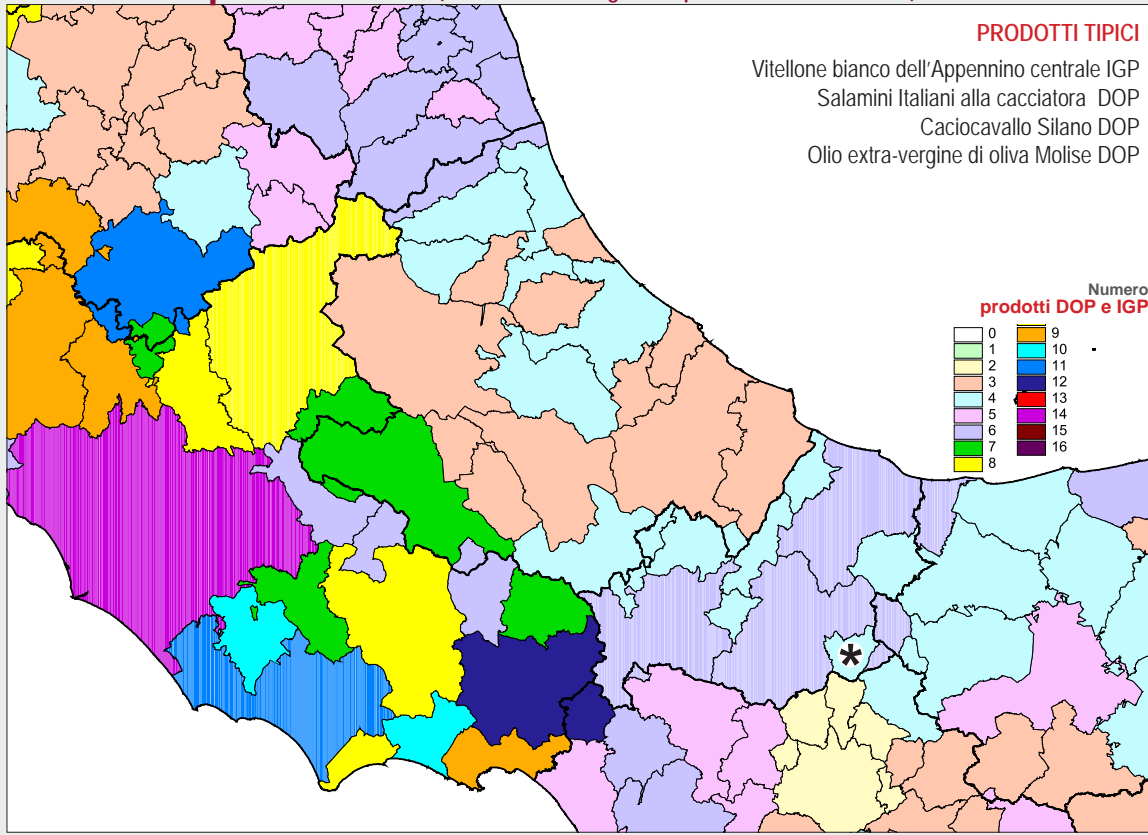 PRODOTTI TIPICI
Vitellone bianco dell'Appennino centrale IGP
Salamini Italiani alla cacciatora DOP
Caciocavallo Silano DOP
Olio extra-vergine di oliva Molise DOP
Numero
prodotti DOP e IGP
0 9
1 10
2 11
3 12
4 13
5 14
6 15
7 16
8
*